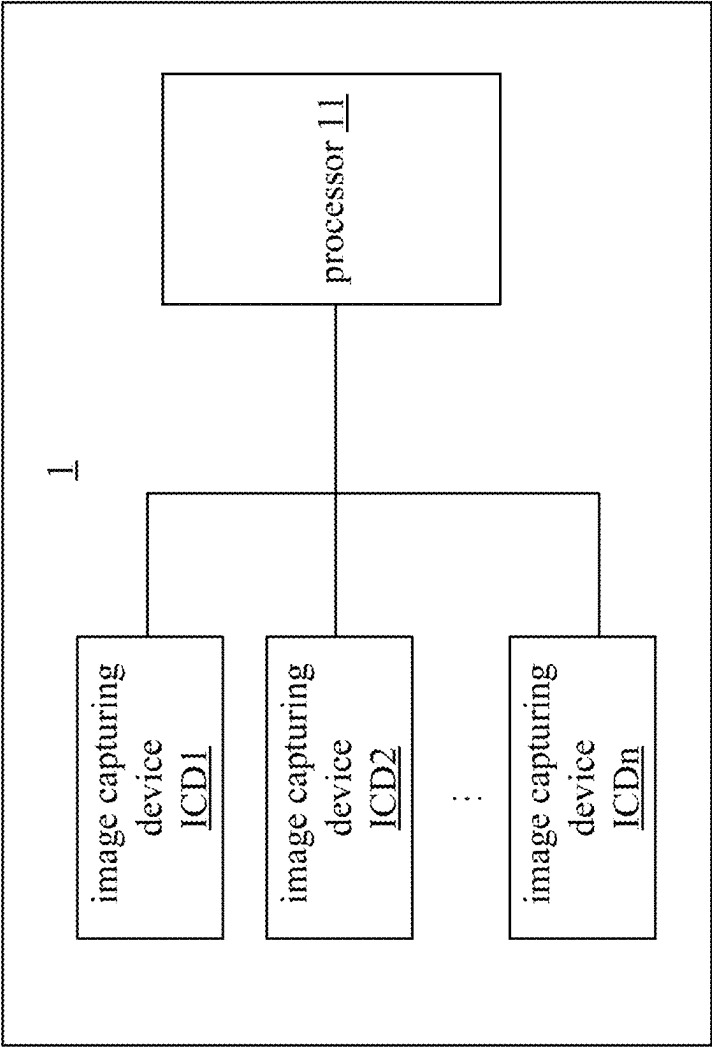 1
image capturing
device
ICD1
image capturing
device
ICD2
⋮
image capturing
device
ICDn
processor 11